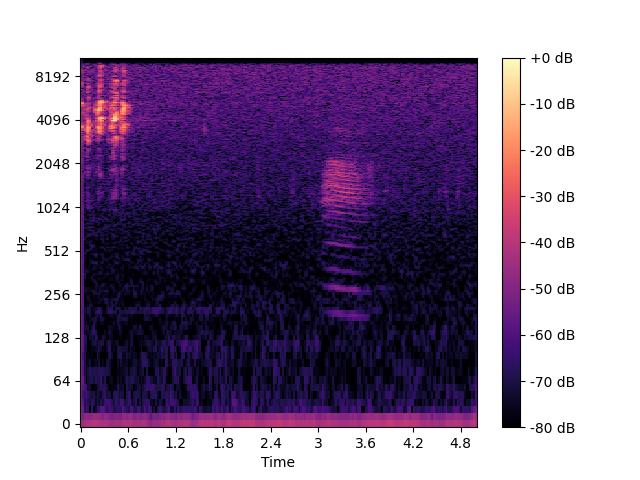 8192
4096
2048
1024
512
256
128
64
0
Hz
0 0.6 1.2 1.8 2.4 3 3.6 4.2 4.8
Time
+0 dB
-10 dB
-20 dB
-30 dB
-40 dB
-50 dB
-60 dB
-70 dB
-80 dB